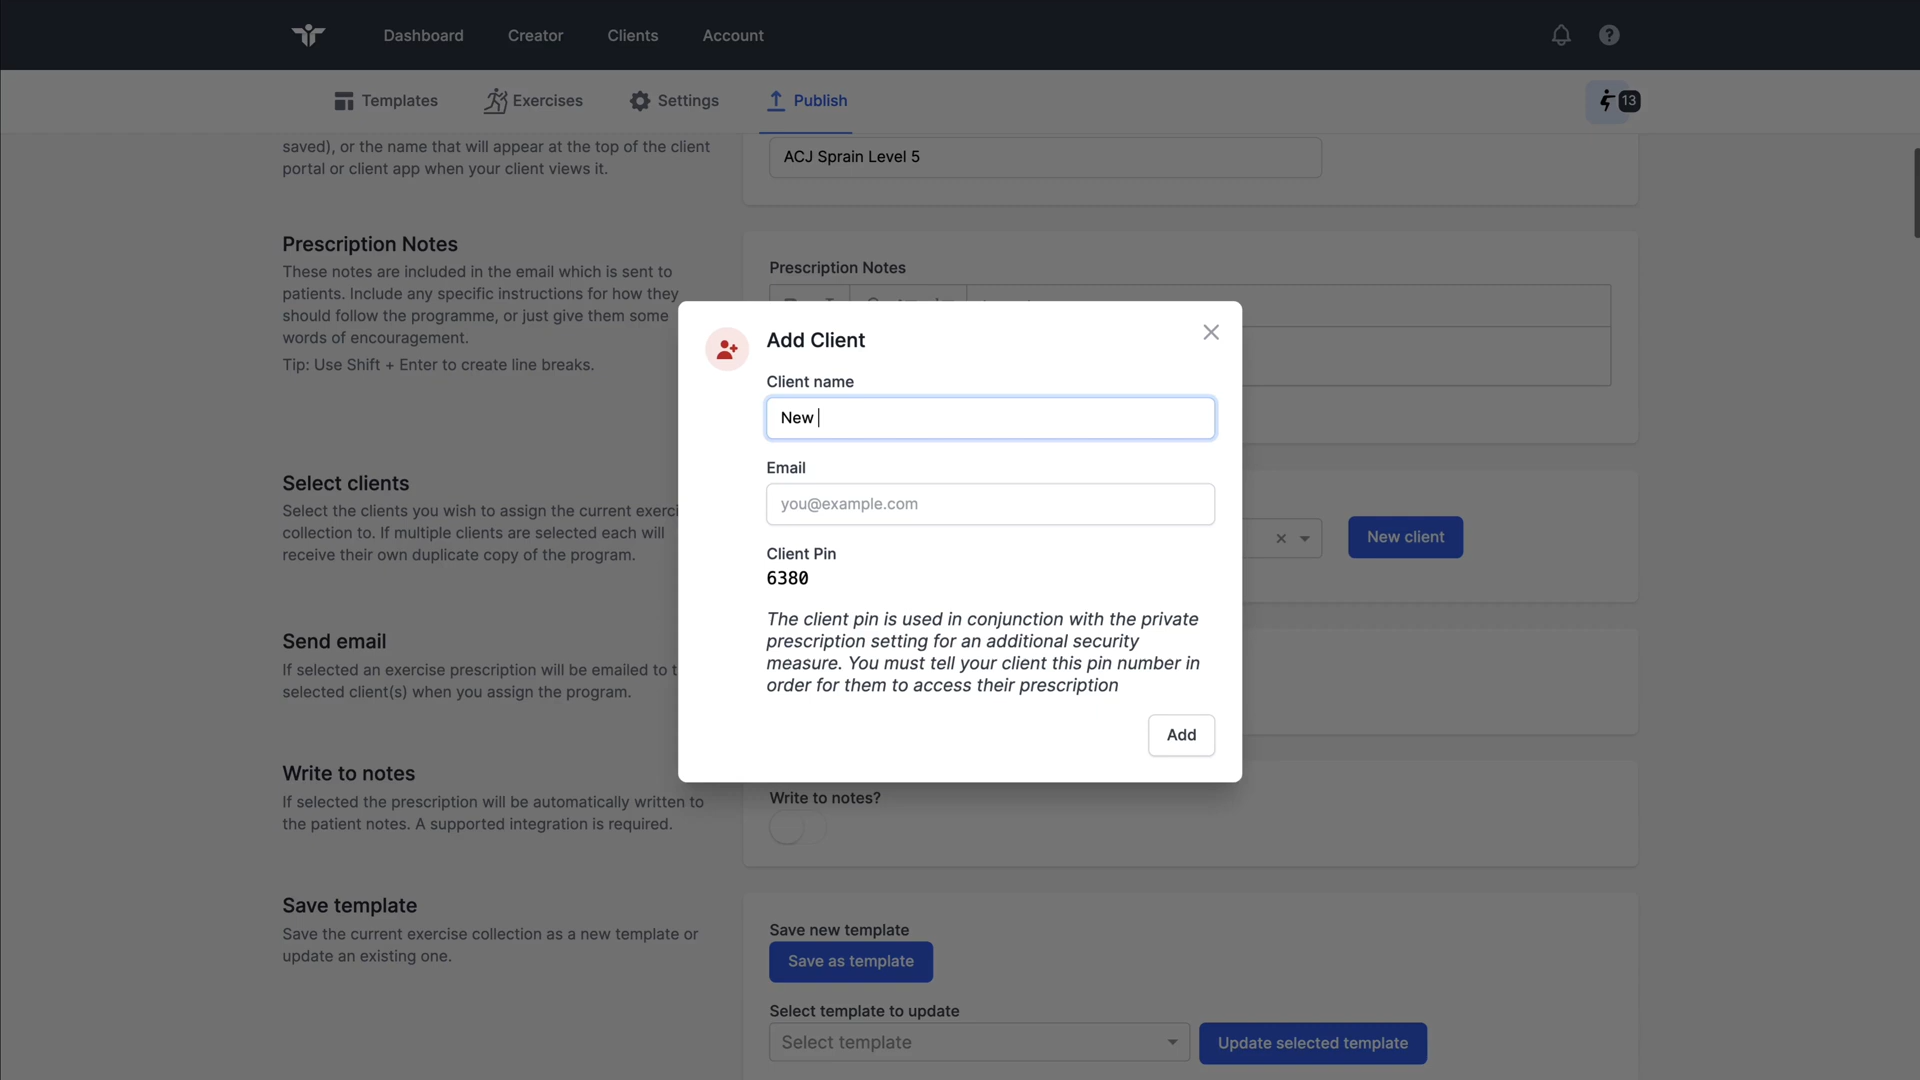 Dashboard
Creator
Clients
Account
?
Templates
Exercises
Settings
Publish
13
saved), or the name that will appear at the top of the client
portal or client app when your client views it.
ACJ Sprain Level 5
Prescription Notes
These notes are included in the email which is sent to
patients. Include any specific instructions for how they
should follow the programme, or just give them some
words of encouragement.
Tip: Use Shift + Enter to create line breaks.
Prescription Notes
Add Client
Client name
New
Email
you@example.com
Client Pin
6380
The client pin is used in conjunction with the private
prescription setting for an additional security
measure. You must tell your client this pin number in
order for them to access their prescription
Add
Select clients
Select the clients you wish to assign the current exerci
collection to. If multiple clients are selected each will
receive their own duplicate copy of the program.
New client
Send email
If selected an exercise prescription will be emailed to t
selected client(s) when you assign the program.
Write to notes
If selected the prescription will be automatically written to
the patient notes. A supported integration is required.
Write to notes?
Save template
Save the current exercise collection as a new template or
update an existing one.
Save new template
Save as template
Select template to update
Select template
Update selected template